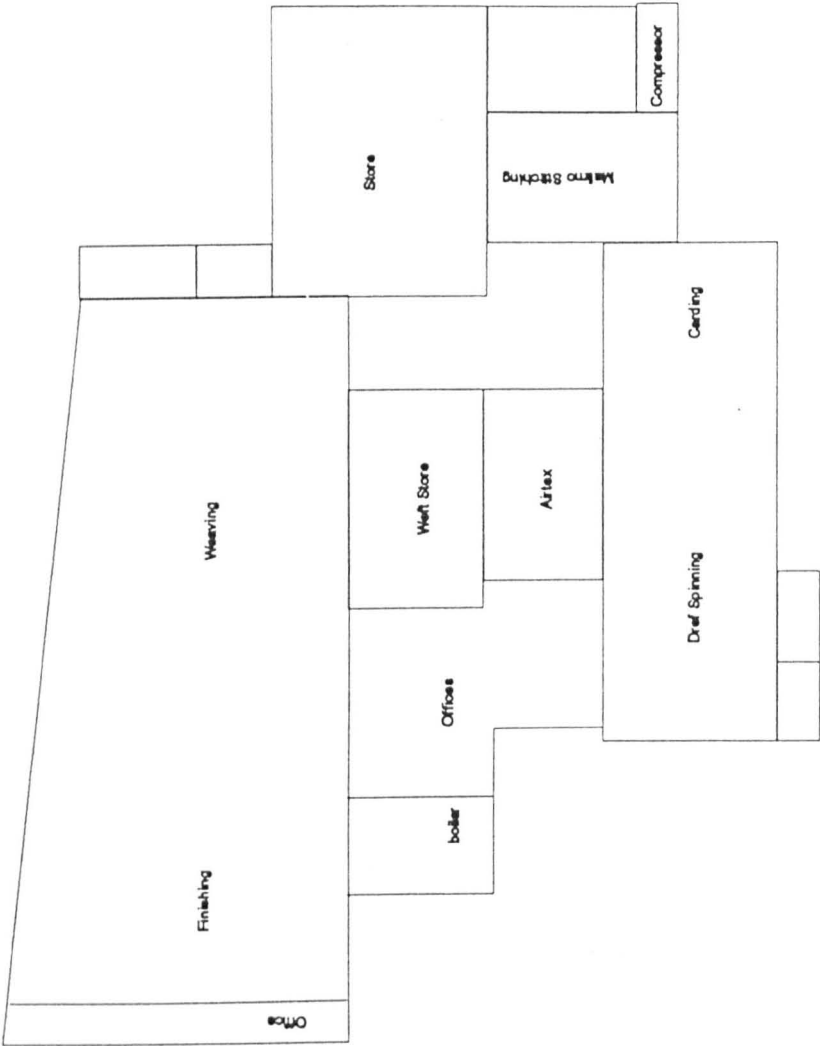 Compressor
Store
Malimo Stitching
Carding
Weaving
Weft Store
Airtex
Dref Spinning
Offices
boiler
Finishing
Office